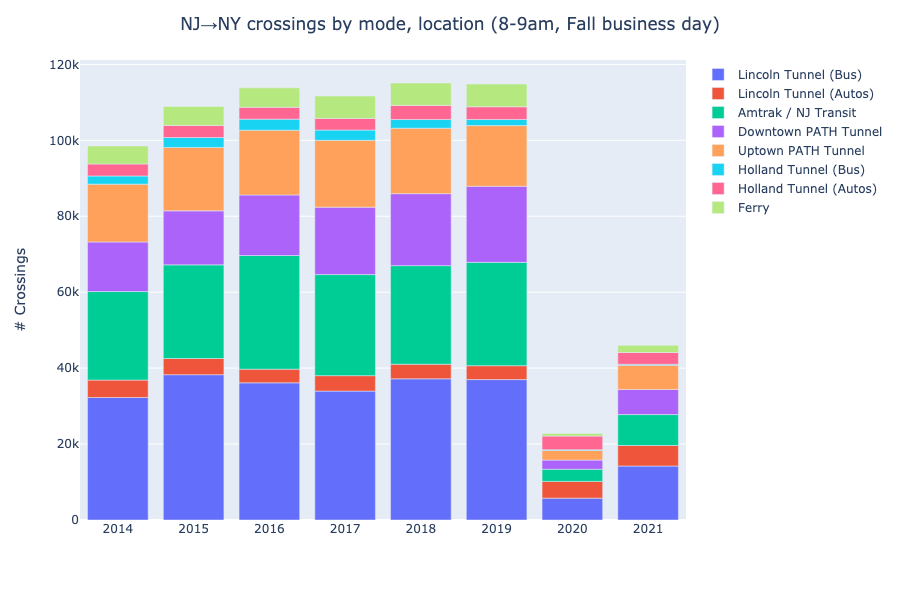 NJ→NY crossings by mode, location (8-9am, Fall business day)
120k
100k
80k
60k
40k
20k
0
# Crossings
2014
2015
2016
2017
2018
2019
2020
2021
Lincoln Tunnel (Bus)
Lincoln Tunnel (Autos)
Amtrak / NJ Transit
Downtown PATH Tunnel
Uptown PATH Tunnel
Holland Tunnel (Bus)
Holland Tunnel (Autos)
Ferry